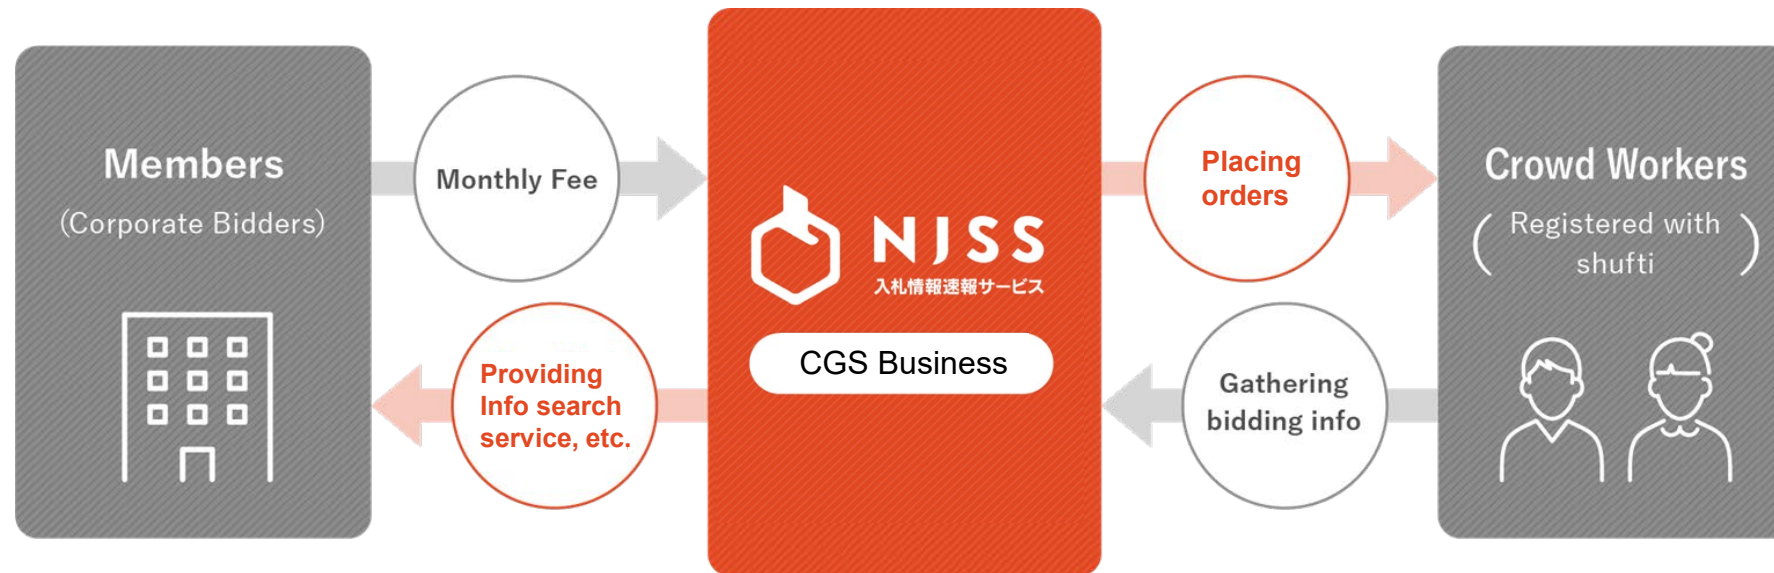 Members
(Corporate Bidders)
Monthly Fee
Providing
Info search
service, etc.
NJSS
入札情報速報サービス
CGS Business
Placing
orders
Gathering
bidding info
Crowd Workers
(Registered with
shufti)